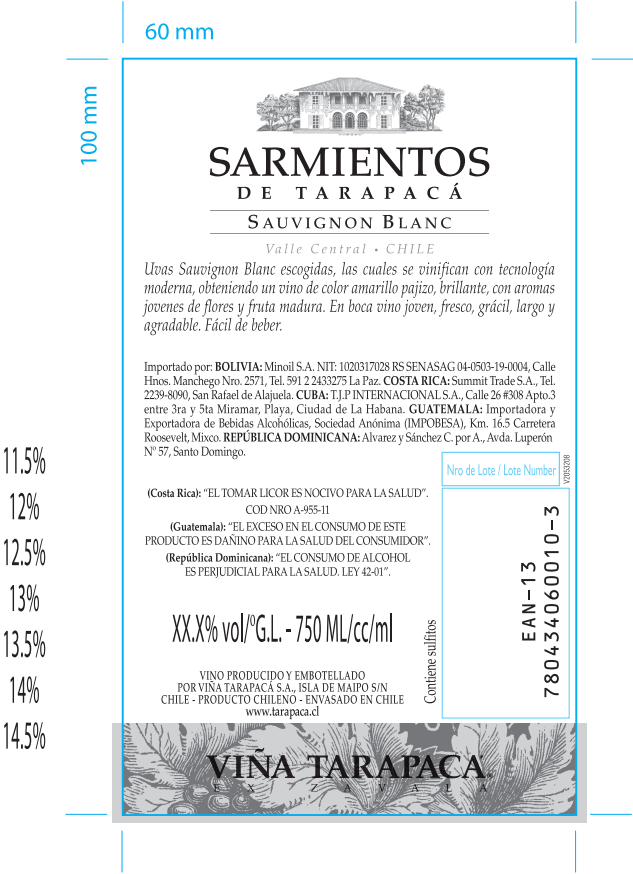 60 mm
100 mm
SARMIENTOS
DE TARAPACÁ
SAUVIGNON BLANC
Valle Central • CHILE
Uvas Sauvignon Blanc escogidas, las cuales se vinifican con tecnología
moderna, obteniendo un vino de color amarillo pajizo, brillante, con aromas
jovenes de flores y fruta madura. En boca vino joven, fresco, grácil, largo y
agradable. Fácil de beber.
Importado por: BOLIVIA: Minoil S.A. NIT: 1020317028 RS SENASAG 04-0503-19-0004, Calle
Hnos. Manchego Nro. 2571, Tel. 591 2 2433275 La Paz. COSTA RICA: Summit Trade S.A., Tel.
2239-8090, San Rafael de Alajuela. CUBA: T.J.P INTERNACIONAL S.A., Calle 26 #308 Apto.3
entre 3ra y 5ta Miramar, Playa, Ciudad de La Habana. GUATEMALA: Importadora y
Exportadora de Bebidas Alcohólicas, Sociedad Anónima (IMPOBESA), Km. 16.5 Carretera
Roosevelt, Mixco. REPÚBLICA DOMINICANA: Alvarez y Sánchez C. por A., Avda. Luperón
Nº 57, Santo Domingo.
11.5%
12%
12.5%
13%
13.5%
14%
14.5%
Nro de Lote / Lote Number
VZ053208
(Costa Rica): “EL TOMAR LICOR ES NOCIVO PARA LA SALUD”.
COD NRO A-955-11
(Guatemala): “EL EXCESO EN EL CONSUMO DE ESTE
PRODUCTO ES DAÑINO PARA LA SALUD DEL CONSUMIDOR”.
(República Dominicana): “EL CONSUMO DE ALCOHOL
ES PERJUDICIAL PARA LA SALUD. LEY 42-01”.
XX.X% vol/ºG.L. - 750 ML/cc/ml
Contiene sulfitos
EAN-13
780434060010-3
VINO PRODUCIDO Y EMBOTELLADO
POR VIÑA TARAPACA S.A., ISLA DE MAIPO S/N
CHILE - PRODUCTO CHILENO - ENVASADO EN CHILE
www.tarapaca.cl
VIÑA TARAPACA®
EX ZAVALA